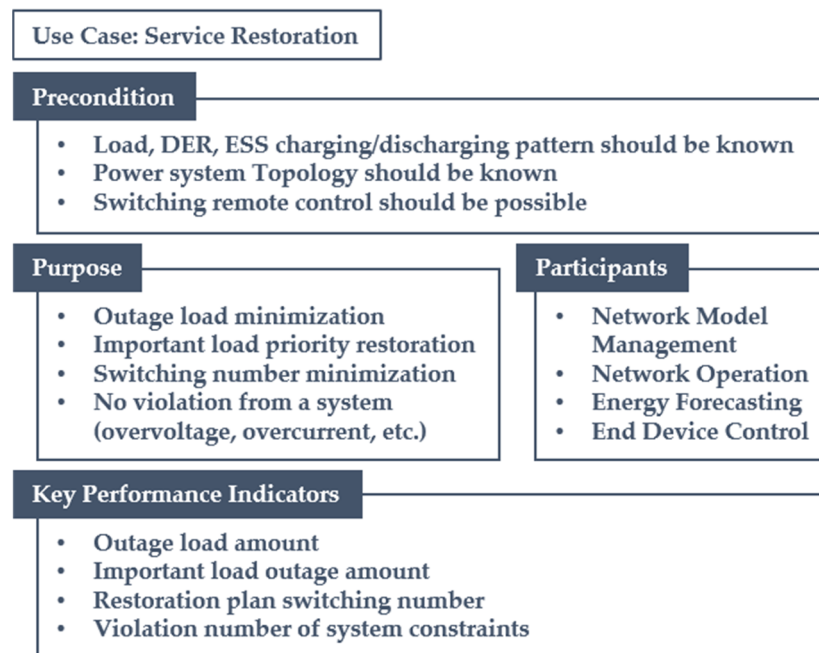 Use Case: Service Restoration
Precondition
• Load, DER, ESS charging/discharging pattern should be known
• Power system Topology should be known
• Switching remote control should be possible
Purpose
• Outage load minimization
• Important load priority restoration
• Switching number minimization
• No violation from a system
(overvoltage, overcurrent, etc.)
Participants
• Network Model
Management
• Network Operation
• Energy Forecasting
• End Device Control
Key Performance Indicators
• Outage load amount
• Important load outage amount
• Restoration plan switching number
• Violation number of system constraints